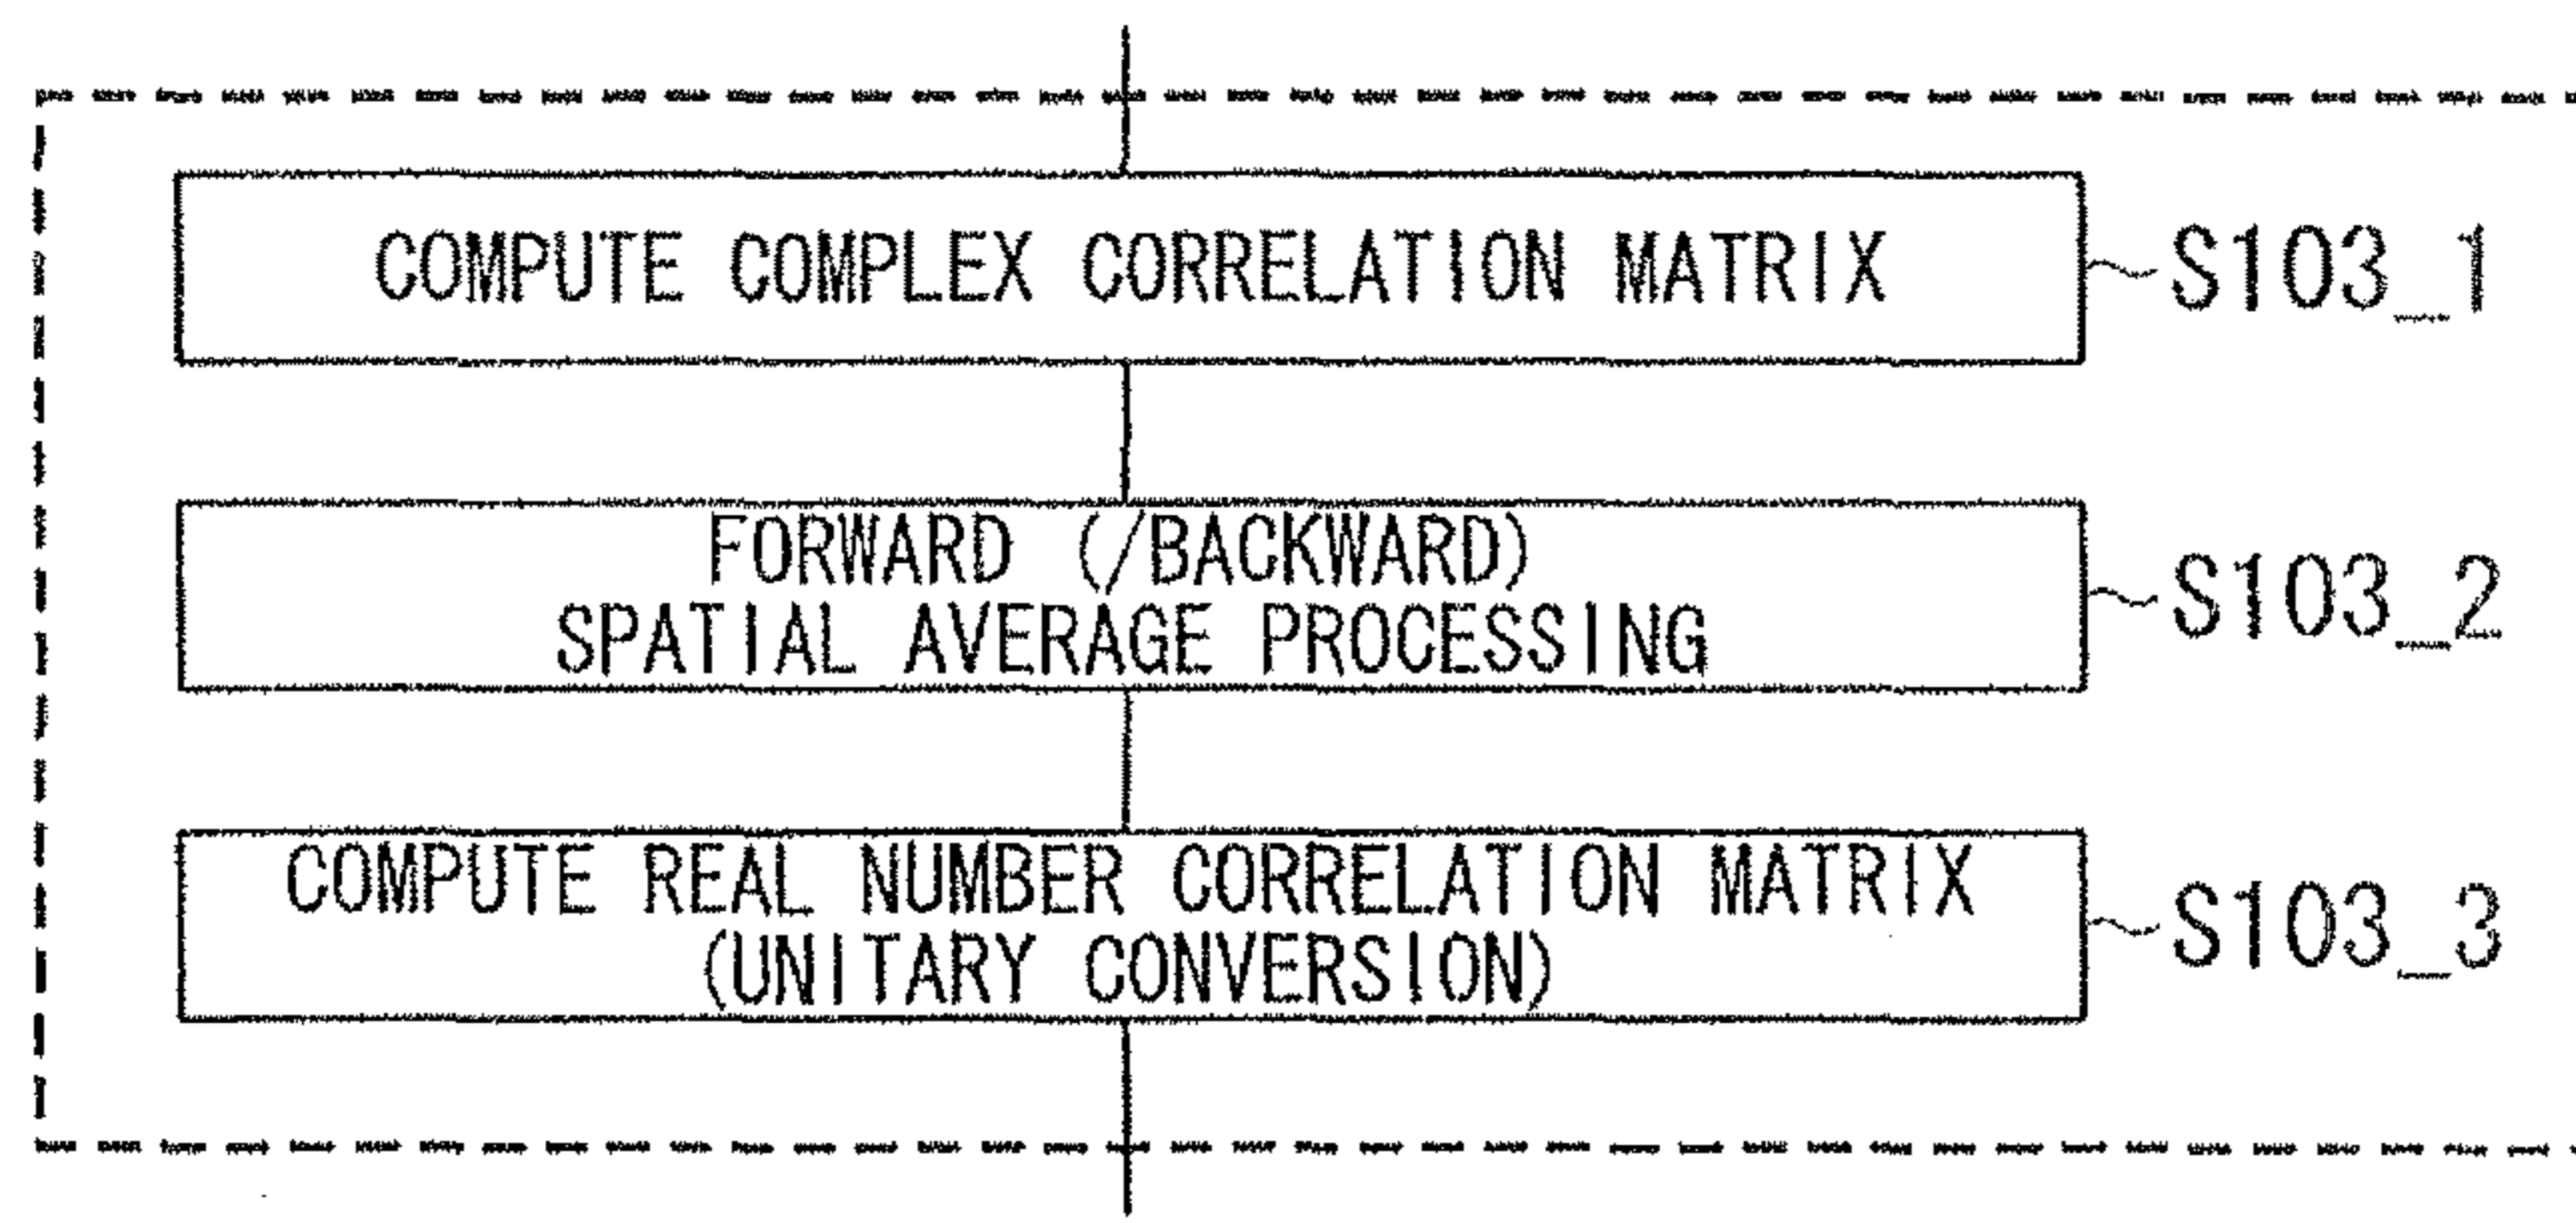 COMPUTE COMPLEX CORRELATION MATRIX
S103_1
FORWARD (/BACKWARD)
SPATIAL AVERAGE PROCESSING
S103_2
COMPUTE REAL NUMBER CORRELATION MATRIX
(UNITARY CONVERSION)
S103_3